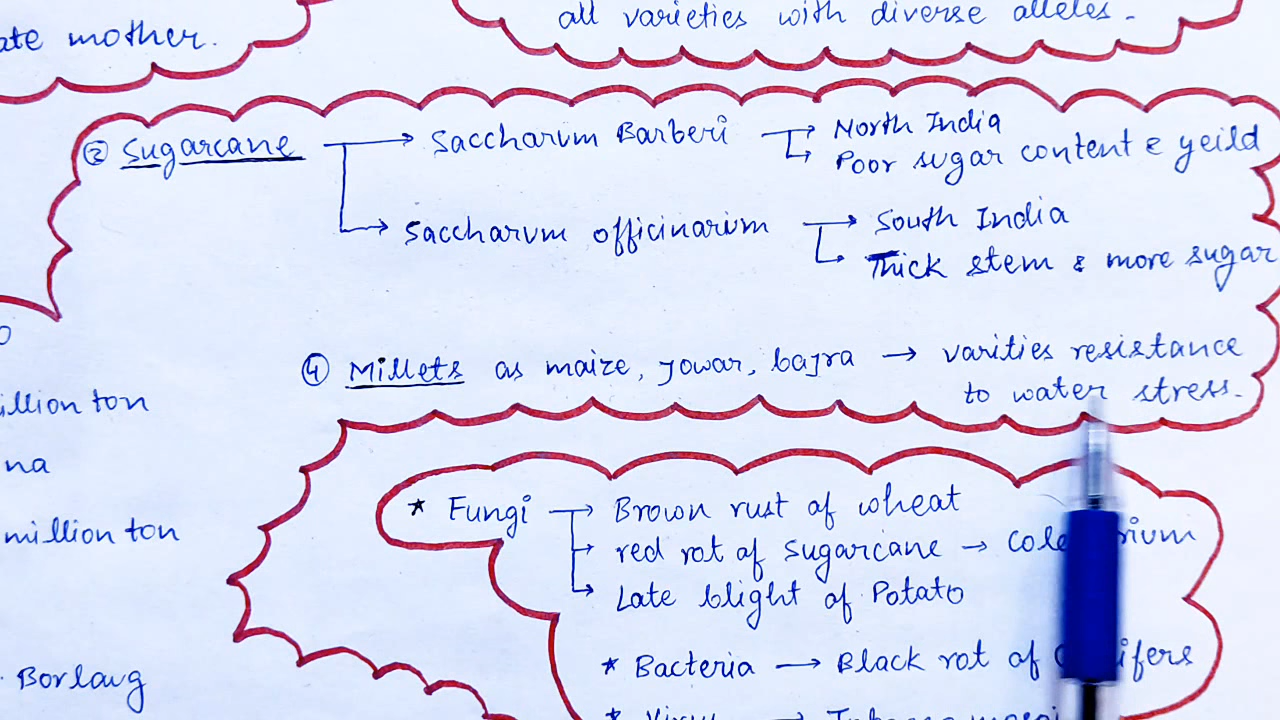 ate mother.
all varieties with diverse alleles.
② Sugarcane → Saccharum Barberi → North India
→ Poor sugar content & yeild
→ Saccharum officinarum → South India
→ Thick stem & more sugar
④ Millets as maize, Jowar, bajra → varities resistance
to water stress.
illion ton
na
million ton
Borlaug
* Fungi → Brown rust of wheat
→ red rot of sugarcane →
→ Late blight of Potato
* Bacteria → Black rot of
* Virus → Tobacco